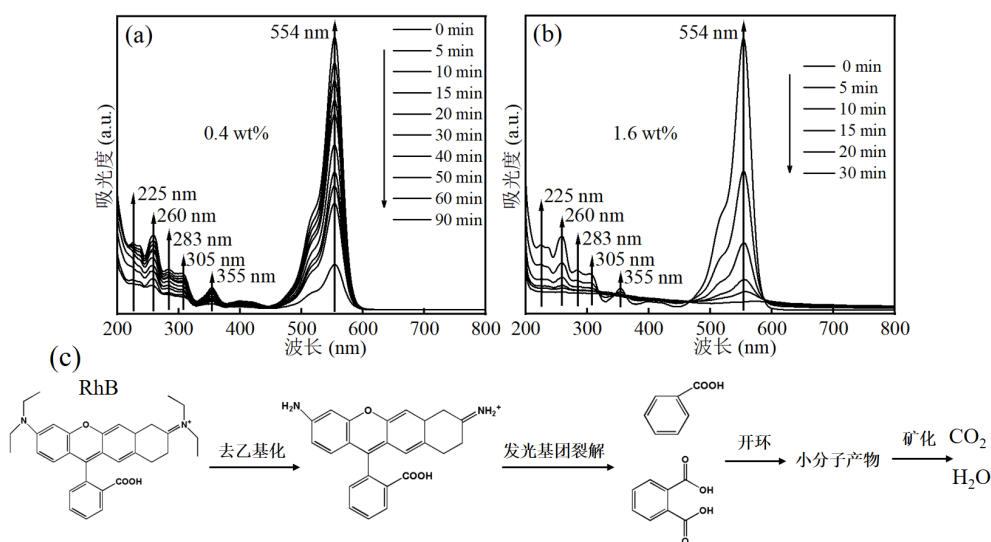 (a)
554 nm
0 min
5 min
10 min
15 min
20 min
30 min
40 min
50 min
60 min
90 min
0.4 wt%
225 nm
260 nm
283 nm
305 nm
355 nm
吸光度 (a.u.)
200 300 400 500 600 700 800
波长 (nm)
(b)
554 nm
0 min
5 min
10 min
15 min
20 min
30 min
1.6 wt%
225 nm
260 nm
283 nm
305 nm
355 nm
吸光度 (a.u.)
200 300 400 500 600 700 800
波长 (nm)
(c)
RhB
N
O
N+
COOH
去乙基化
H2N
O
NH2+
COOH
发光基团裂解
COOH
O
OH
OH
O
开环
小分子产物
矿化
CO2
H2O